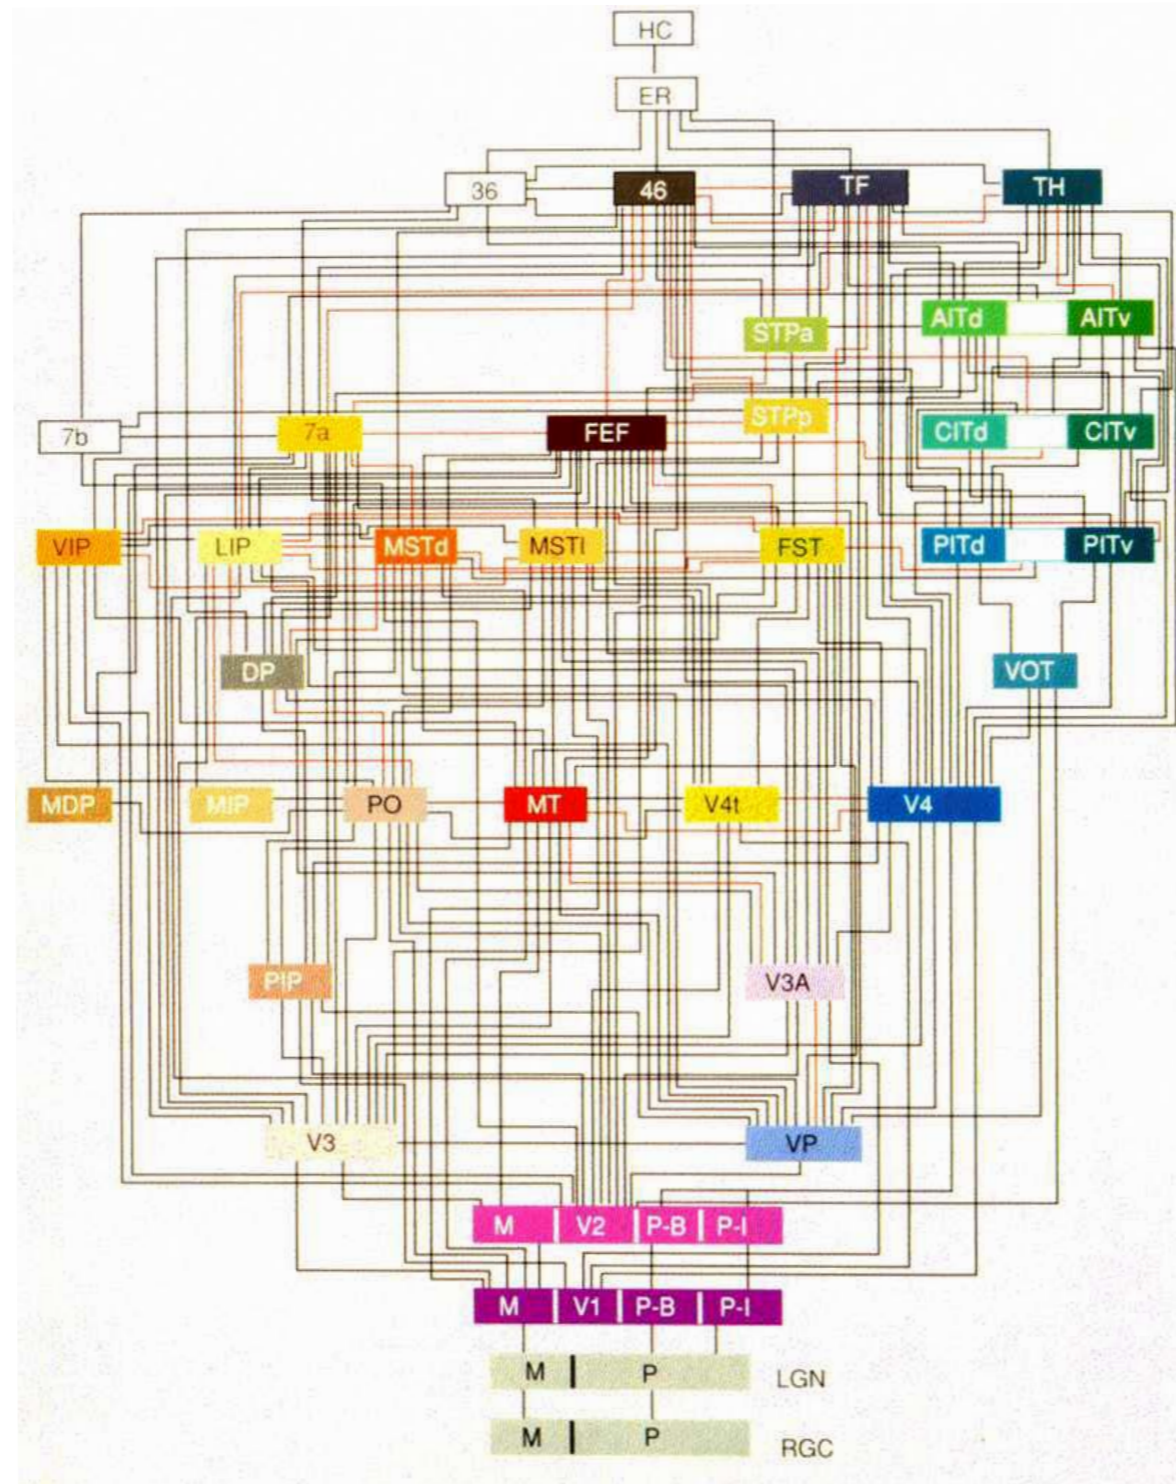 HC
ER
36 46 TF TH
AITd AITv
STPa
STPp
7b 7a FEF CITd CITv
VIP LIP MSTd MSTl FST PITd PITv
DP VOT
MDP MIP PO MT V4t V4
PIP V3A
V3 VP
M V2 P-B P-I
M V1 P-B P-I
M P LGN
M P RGC